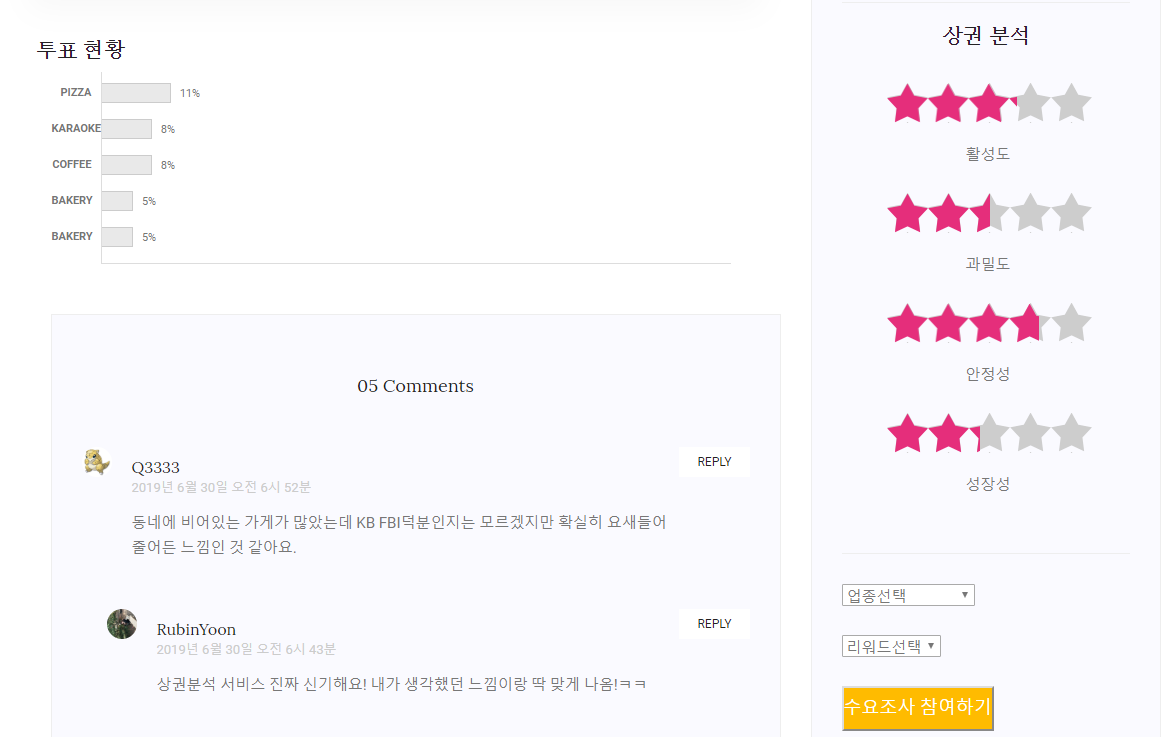 투표 현황
PIZZA 11%
KARAOKE 8%
COFFEE 8%
BAKERY 5%
BAKERY 5%
05 Comments
Q3333
REPLY
2019년 6월 30일 오전 6시 52분
동네에 비어있는 가게가 많았는데 KB FBI덕분인지는 모르겠지만 확실히 요새들어
줄어든 느낌인 것 같아요.
RubinYoon
REPLY
2019년 6월 30일 오전 6시 43분
상권분석 서비스 진짜 신기해요! 내가 생각했던 느낌이랑 딱 맞게 나옴!ㅋㅋ
상권 분석
활성도
과밀도
안정성
성장성
업종선택
리워드선택
수요조사 참여하기